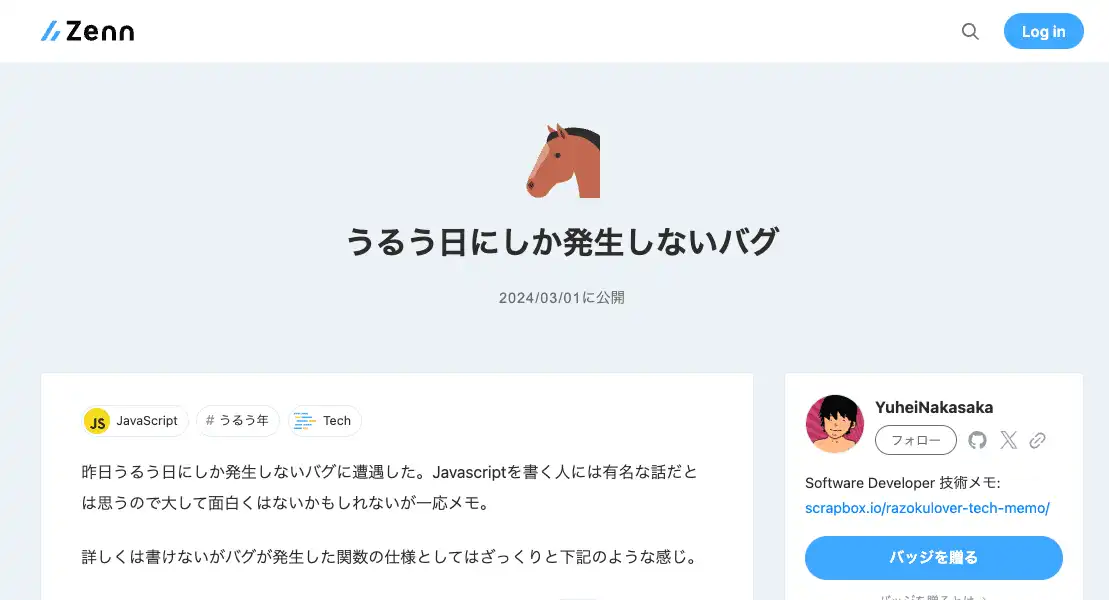 Zenn
Log in
うるう日にしか発生しないバグ
2024/03/01に公開
JS JavaScript
# うるう年
Tech
昨日うるう日にしか発生しないバグに遭遇した。Javascriptを書く人には有名な話だと
は思うので大して面白くはないかもしれないが一応メモ。
詳しくは書けないがバグが発生した関数の仕様としてはざっくりと下記のような感じ。
YuheiNakasaka
フォロー
Software Developer 技術メモ:
scrapbox.io/razokulover-tech-memo/
バッジを贈る
バッジを贈るとは